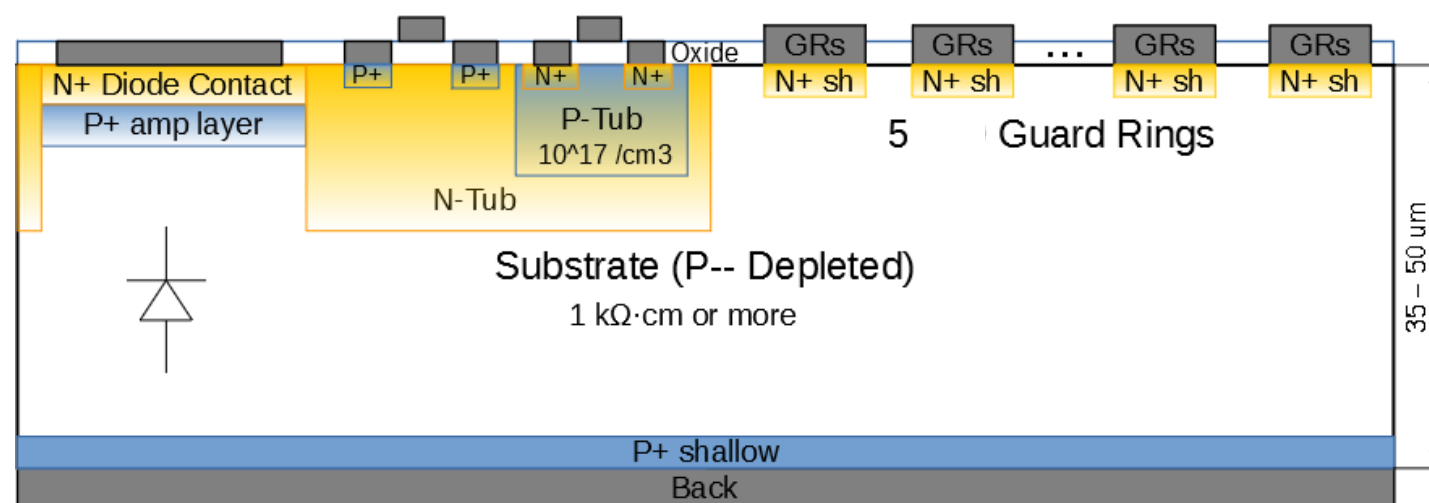 Oxide
GRs
GRs
...
GRs
GRs
P+
P+
N+
N+
N+ sh
N+ sh
N+ sh
N+ sh
N+ Diode Contact
P+ amp layer
P-Tub
10^17 /cm3
5 Guard Rings
N-Tub
Substrate (P-- Depleted)
1 kΩ·cm or more
35 – 50 um
P+ shallow
Back